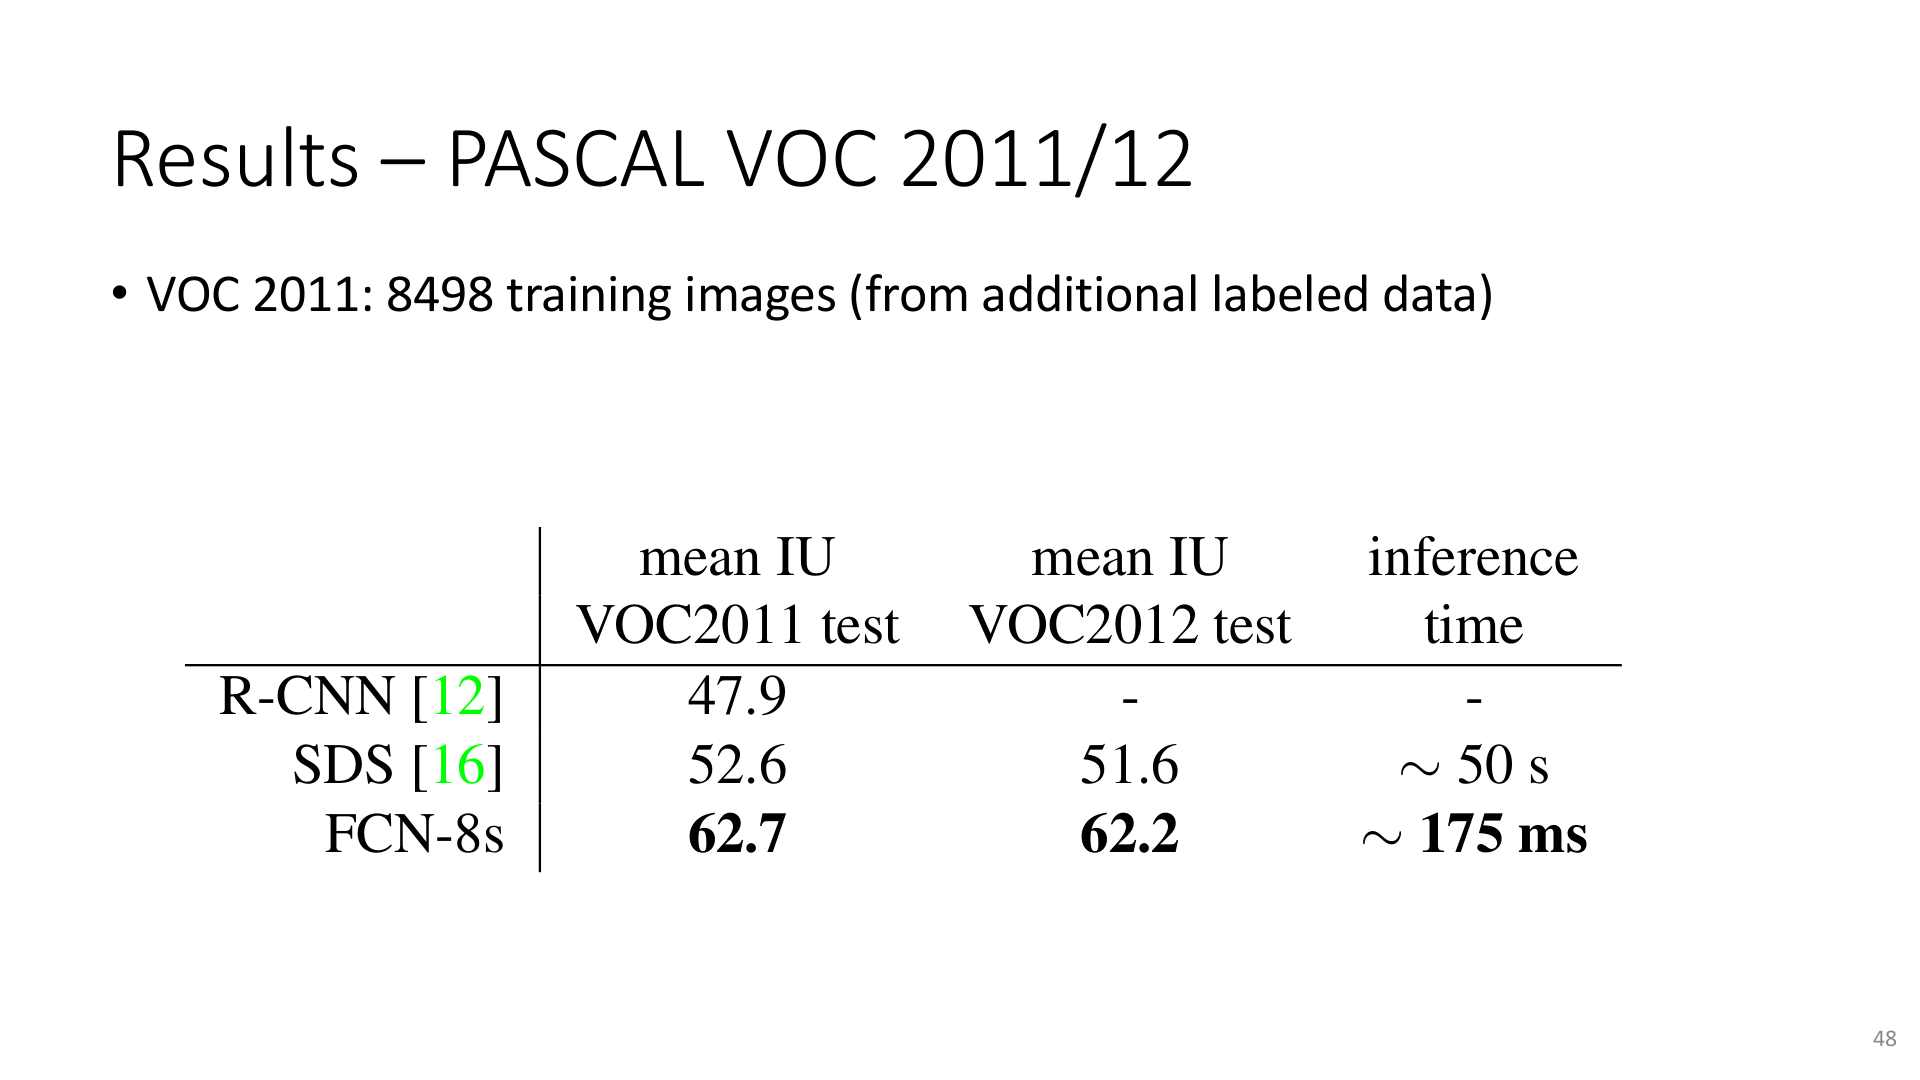 Results – PASCAL VOC 2011/12
• VOC 2011: 8498 training images (from additional labeled data)
mean IU mean IU inference
VOC2011 test VOC2012 test time
R-CNN [12] 47.9 - -
SDS [16] 52.6 51.6 ∼ 50 s
FCN-8s 62.7 62.2 ∼ 175 ms
48